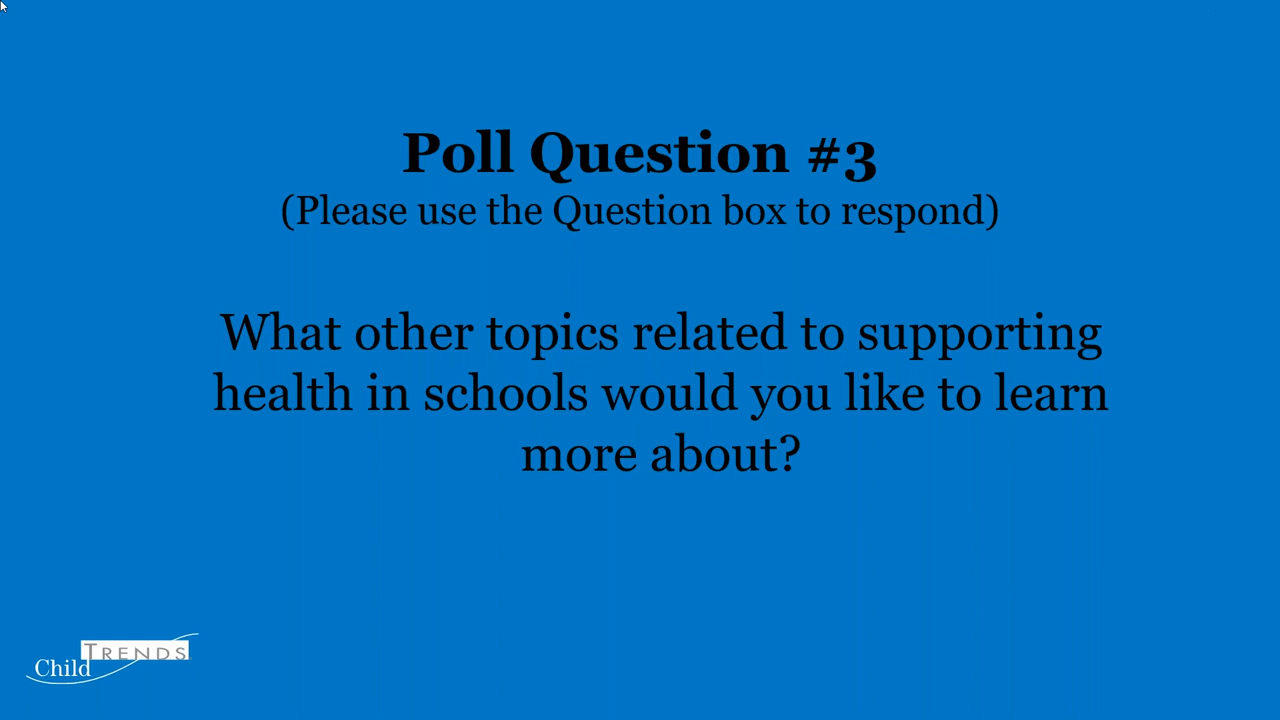 Poll Question #3
(Please use the Question box to respond)
What other topics related to supporting
health in schools would you like to learn
more about?
Child TRENDS